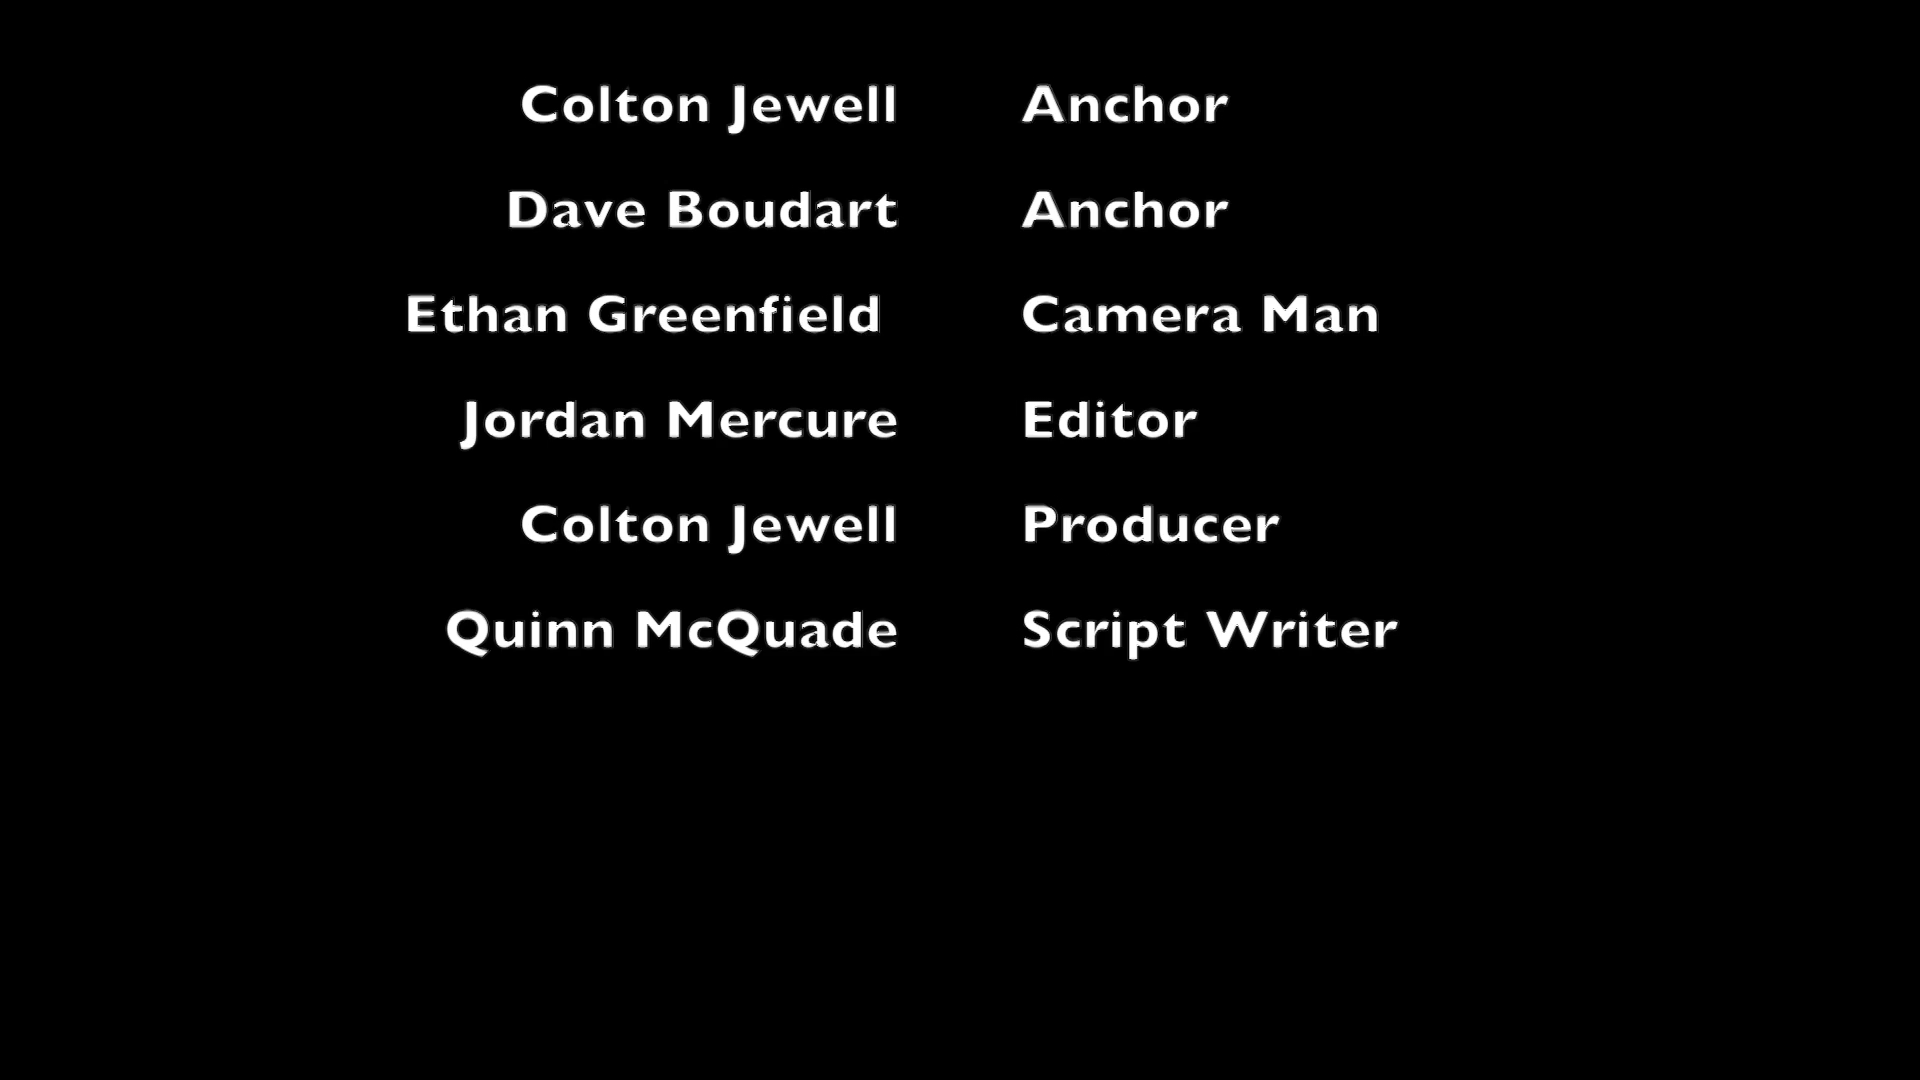 Colton Jewell Anchor
Dave Boudart Anchor
Ethan Greenfield Camera Man
Jordan Mercure Editor
Colton Jewell Producer
Quinn McQuade Script Writer